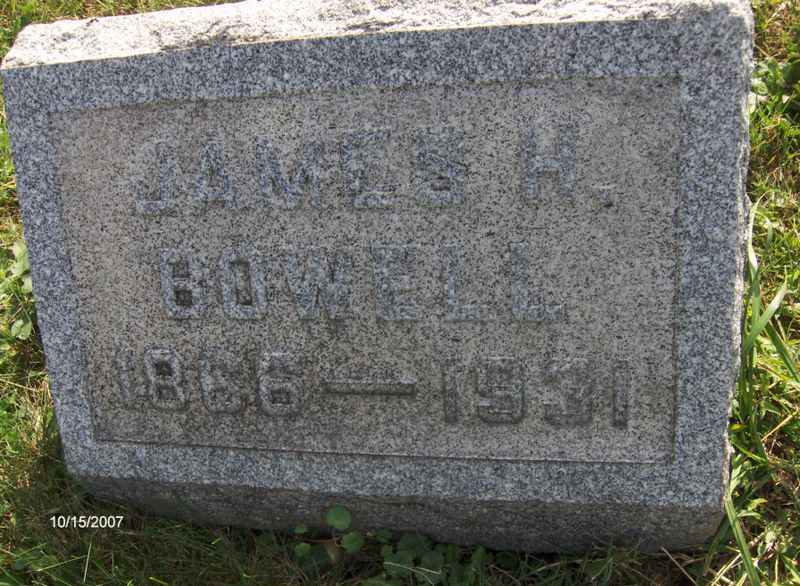 JAMES H.
BOWELL
1866—1931
10/15/2007